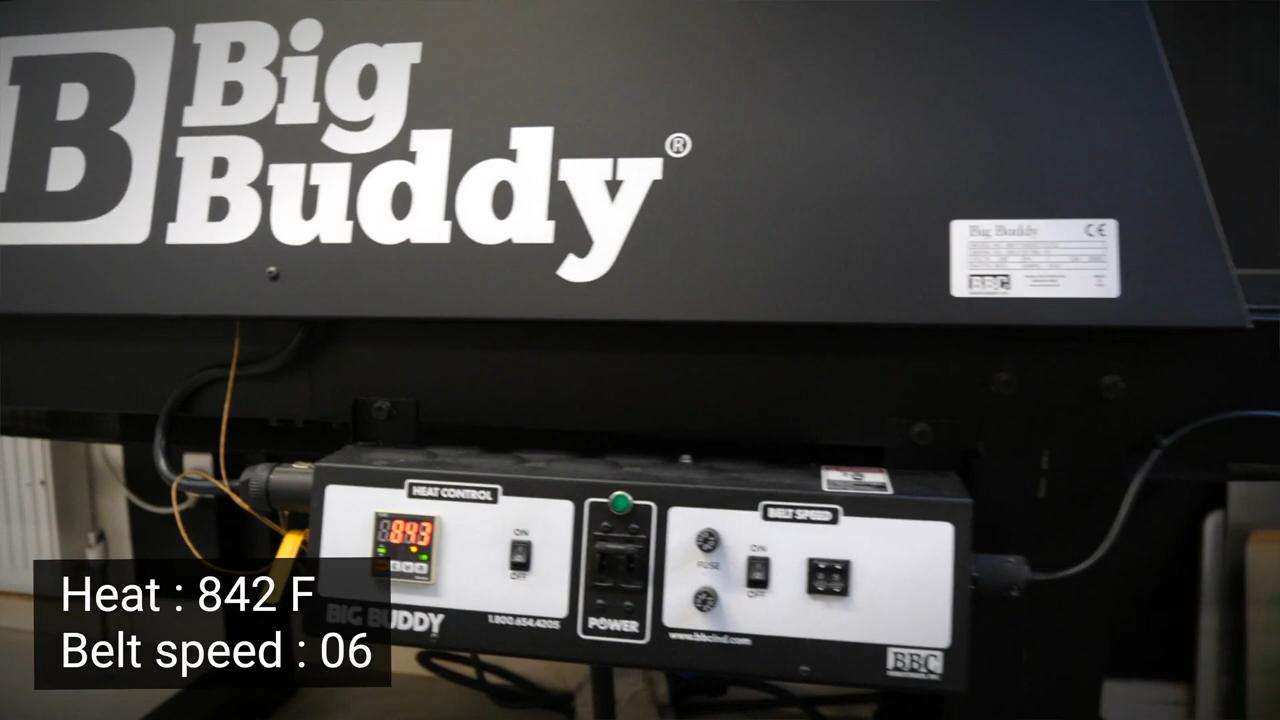 B
Big
Buddy®
Big Buddy CE
BBC
HEAT CONTROL
843
ON
OFF
BIG BUDDY
1.800.654.4205
POWER
BELT SPEED
FUSE
ON
OFF
www.bbcind.com
BBC
Heat : 842 F
Belt speed : 06